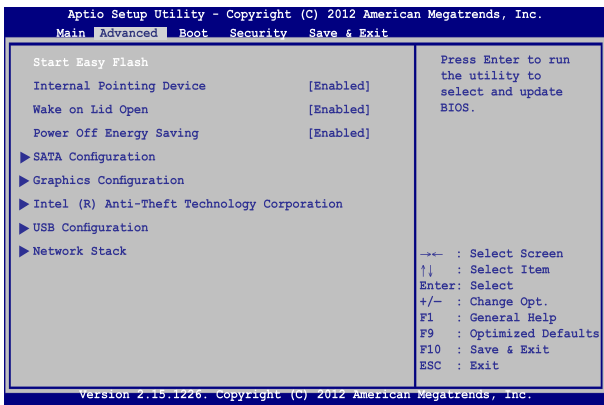 Aptio Setup Utility - Copyright (C) 2012 American Megatrends, Inc.
Main Advanced Boot Security Save & Exit
Start Easy Flash
Internal Pointing Device [Enabled]
Wake on Lid Open [Enabled]
Power Off Energy Saving [Enabled]
SATA Configuration
Graphics Configuration
Intel (R) Anti-Theft Technology Corporation
USB Configuration
Network Stack
Press Enter to run
the utility to
select and update
BIOS.
→← : Select Screen
↑↓ : Select Item
Enter: Select
+/— : Change Opt.
F1 : General Help
F9 : Optimized Defaults
F10 : Save & Exit
ESC : Exit
Version 2.15.1226. Copyright (C) 2012 American Megatrends, Inc.